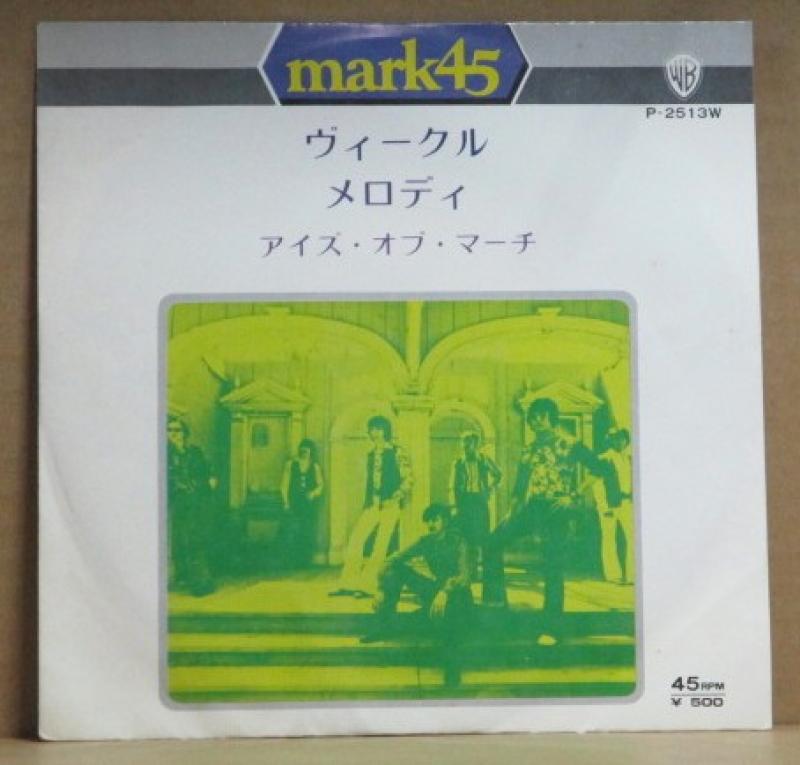 mark45
WB
P-2513W
ヴィークル
メロディ
アイズ・オブ・マーチ
45RPM
¥ 500